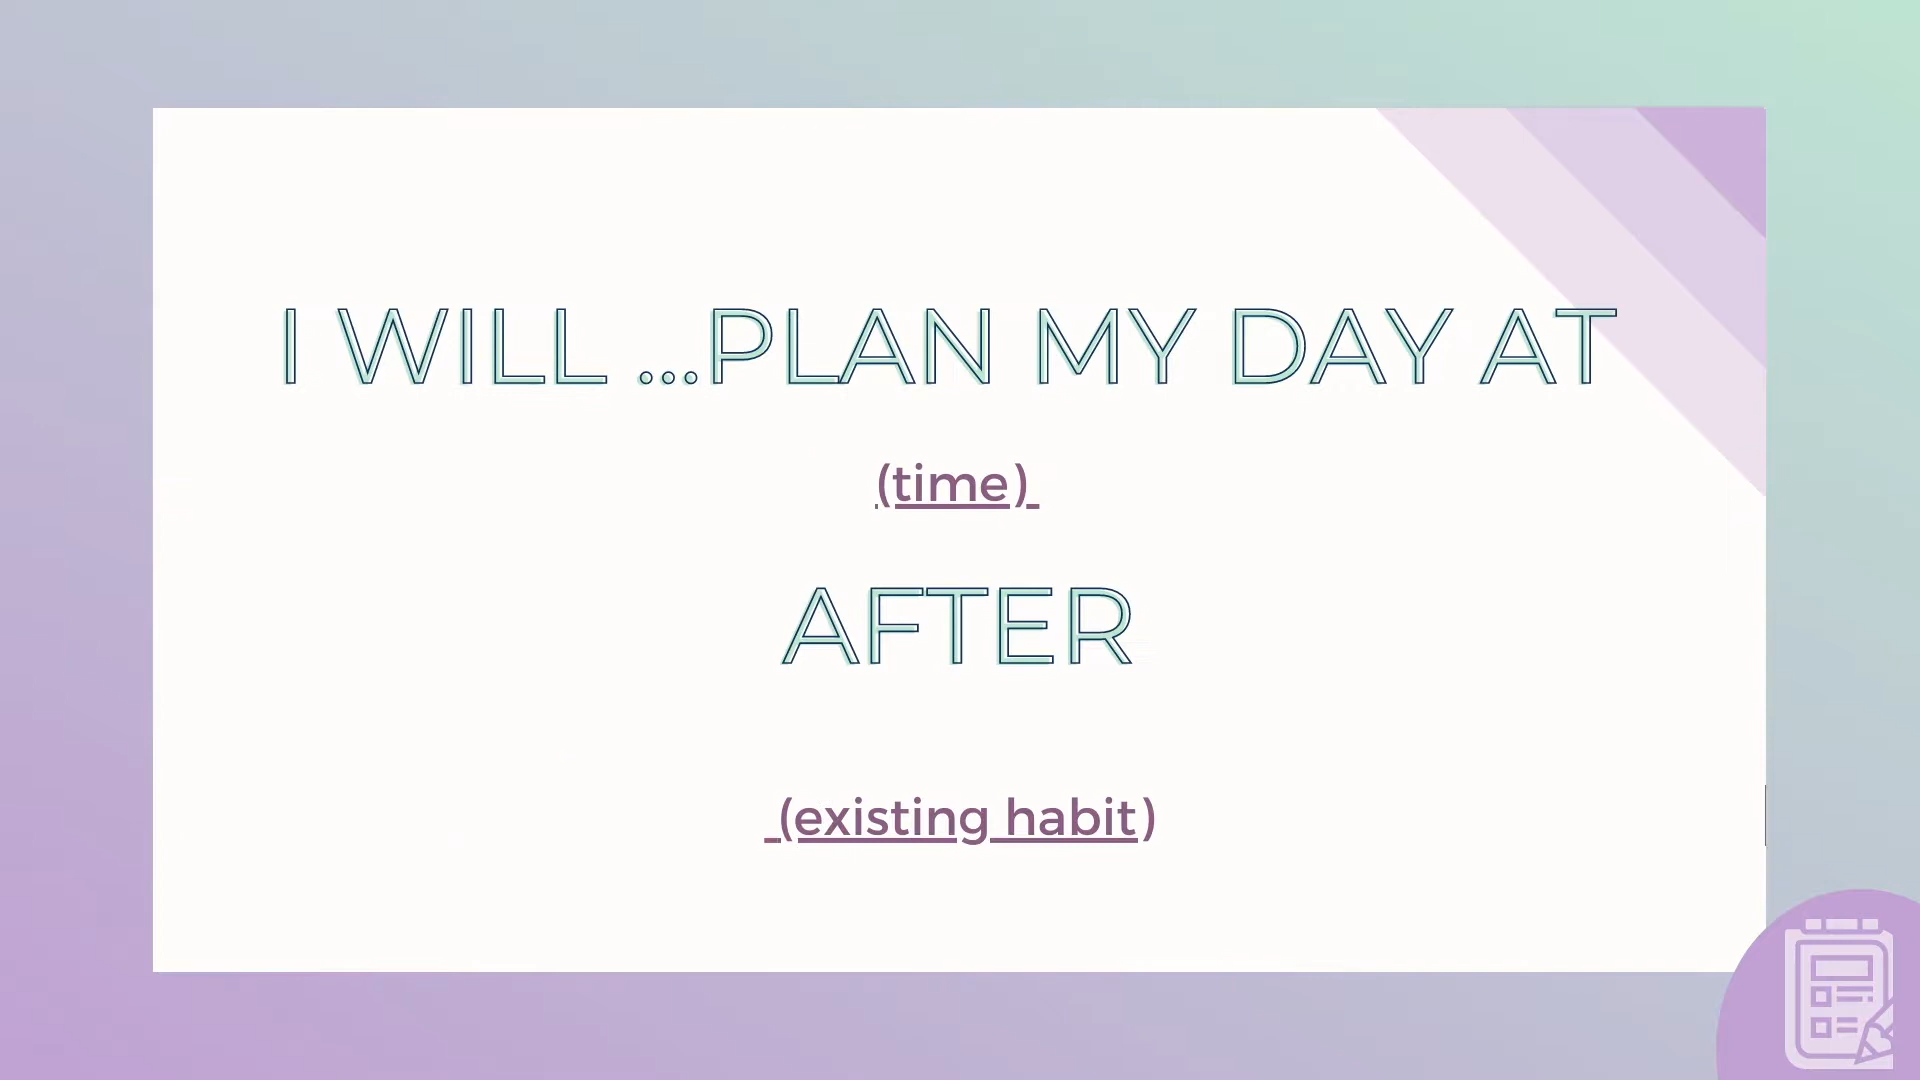 I WILL ...PLAN MY DAY AT
(time)
AFTER
(existing habit)